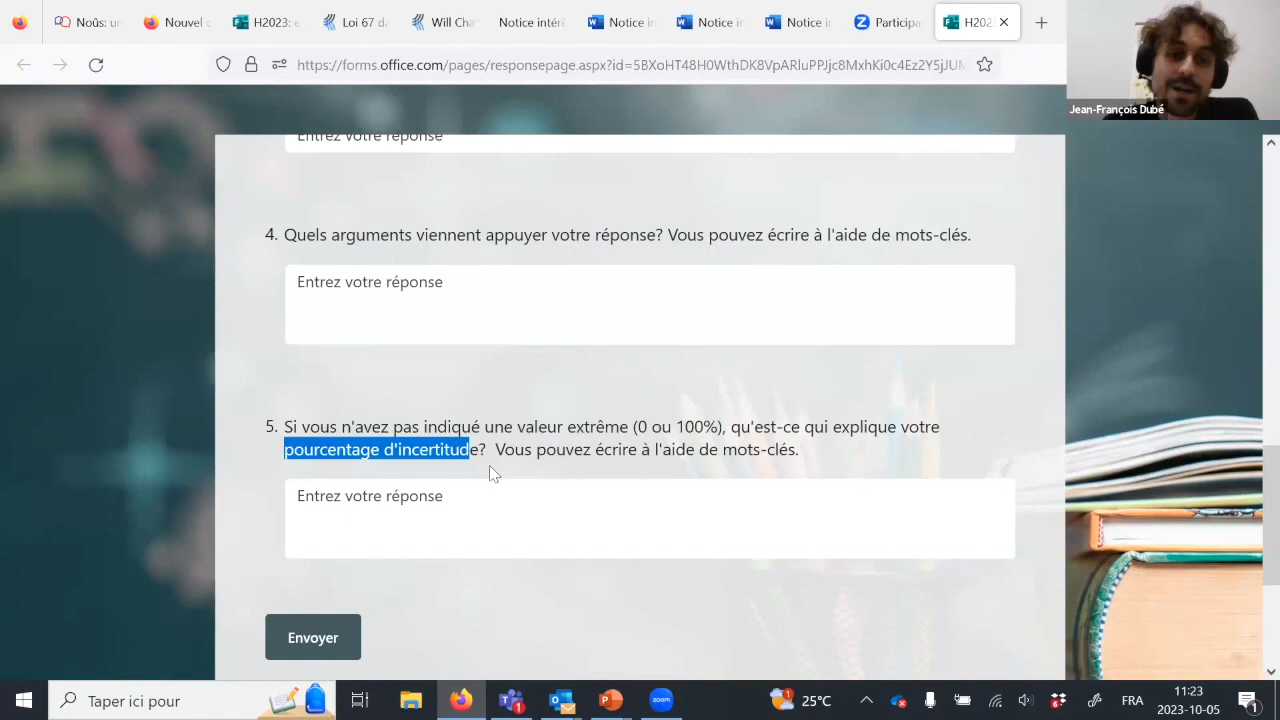 Noûs: un
Nouvel o
H2023: e
Loi 67 d
Will Cha
Notice intér
Notice in
Notice in
Notice in
Participa
H202
https://forms.office.com/pages/responsepage.aspx?id=5BXoHT48H0WthDK8VpARluPPJjc8MxhKi0c4Ez2Y5jJUM
Jean-François Dubé
Entrez votre réponse
4. Quels arguments viennent appuyer votre réponse? Vous pouvez écrire à l'aide de mots-clés.
Entrez votre réponse
5. Si vous n'avez pas indiqué une valeur extrême (0 ou 100%), qu'est-ce qui explique votre
pourcentage d'incertitude? Vous pouvez écrire à l'aide de mots-clés.
Entrez votre réponse
Envoyer
Taper ici pour
zoom
25°C
FRA
11:23
2023-10-05